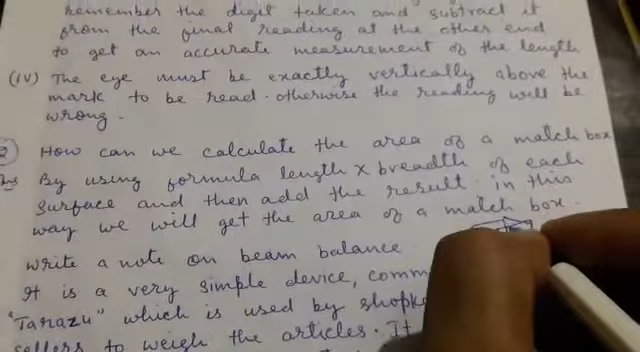 remember the digit taken and subtract it
from the final reading at the other end
to get an accurate measurement of the length
(iv) The eye must be exactly vertically above the
mark to be read. otherwise the reading will be
wrong.
2 How can we calculate the area of a match box
Ans By using formula length x breadth of each
surface and then add the result. in this
way we will get the area of a match box.
write a note on beam balance
It is a very simple device, comm
"Tarazu" which is used by shopk
sellers to weigh the articles. It